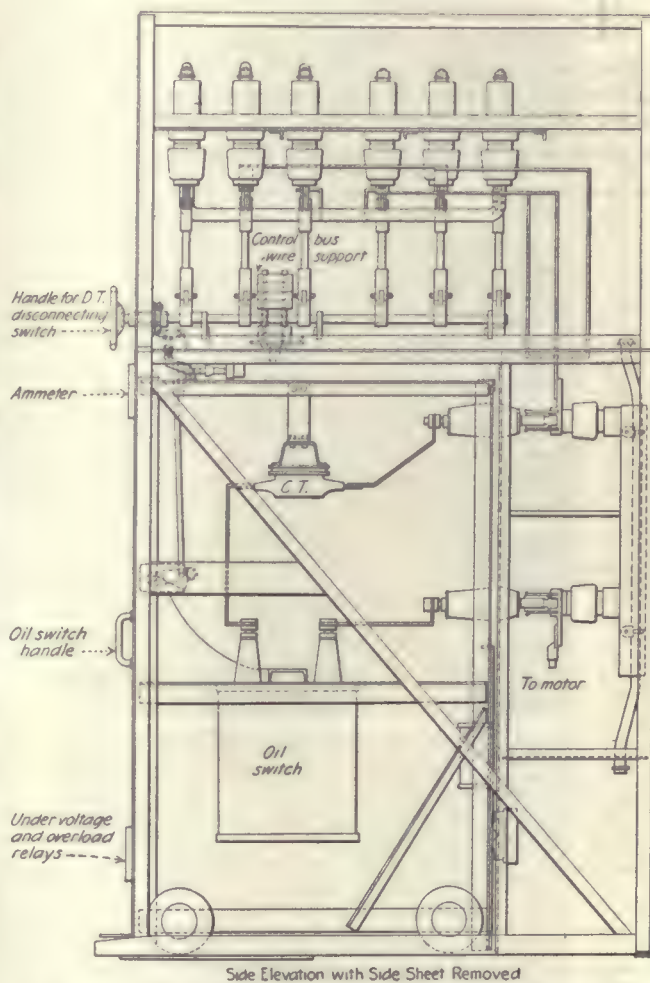 Control bus
wire support
Handle for D.T.
disconnecting
switch
Ammeter
C.T.
Oil switch
handle
To motor
Oil
switch
Under voltage
and overload
relays
Side Elevation with Side Sheet Removed